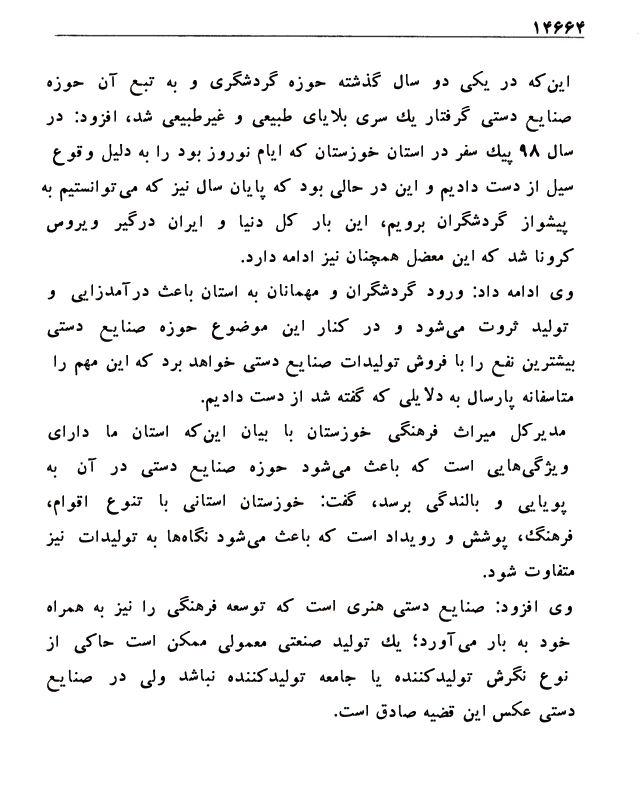 ۱۴۶۶۴
این‌که در یکی دو سال گذشته حوزه گردشگری و به تبع آن حوزه
صنایع دستی گرفتار یك سری بلایای طبیعی و غیرطبیعی شد، افزود: در
سال ۹۸ پیك سفر در استان خوزستان که ایام نوروز بود را به دلیل وقوع
سیل از دست دادیم و این در حالی بود که پایان سال نیز که می‌توانستیم به
پیشواز گردشگران برویم، این بار کل دنیا و ایران درگیر ویروس
کرونا شد که این معضل همچنان نیز ادامه دارد.
وی ادامه داد: ورود گردشگران و مهمانان به استان باعث درآمدزایی و
تولید ثروت می‌شود و در کنار این موضوع حوزه صنایع دستی
بیشترین نفع را با فروش تولیدات صنایع دستی خواهد برد که این مهم را
متاسفانه پارسال به دلایلی که گفته شد از دست دادیم.
مدیرکل میراث فرهنگی خوزستان با بیان این‌که استان ما دارای
ویژگی‌هایی است که باعث می‌شود حوزه صنایع دستی در آن به
پویایی و بالندگی برسد، گفت: خوزستان استانی با تنوع اقوام،
فرهنگ، پوشش و رویداد است که باعث می‌شود نگاه‌ها به تولیدات نیز
متفاوت شود.
وی افزود: صنایع دستی هنری است که توسعه فرهنگی را نیز به همراه
خود به بار می‌آورد؛ یك تولید صنعتی معمولی ممکن است حاکی از
نوع نگرش تولیدکننده یا جامعه تولیدکننده نباشد ولی در صنایع
دستی عکس این قضیه صادق است.